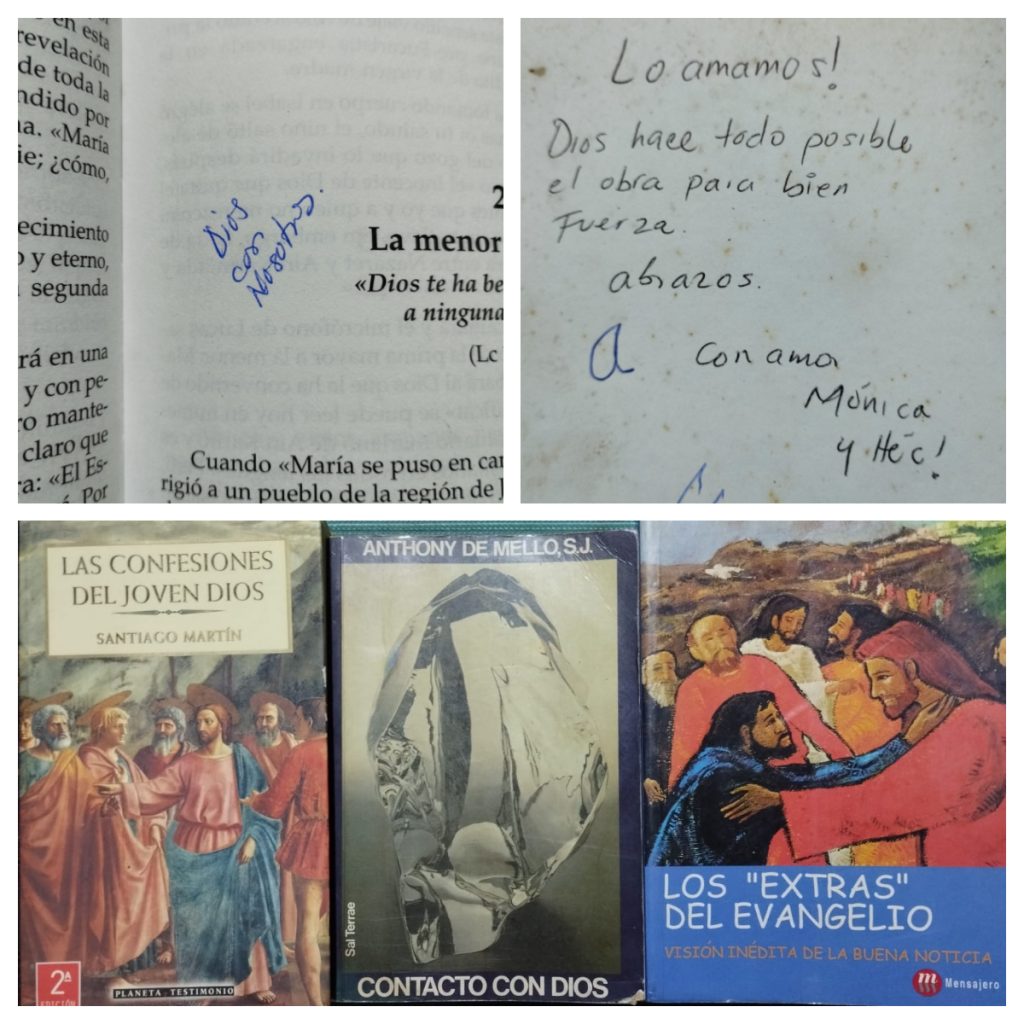 en esta
revelación
de toda la
ndido por
na. «María
ie; ¿cómo,
ecimiento
o y eterno,
segunda
rá en una
y con pe-
ro mante-
claro que
ra: «El Es-
Por
Dios
con
Nosotros.
2
La menor
«Dios te ha be
a ninguna
(Lc
Cuando «María se puso en ca
rigió a un pueblo de la región de J
Lo amamos!
Dios hace todo posible
el obra para bien
Fuerza.
abrazos.
a con amor
Mónica
y Héc!
LAS CONFESIONES
DEL JOVEN DIOS
SANTIAGO MARTÍN
2ª
EDICIÓN
PLANETA TESTIMONIO
ANTHONY DE MELLO, S.J.
Sal Terrae
CONTACTO CON DIOS
LOS "EXTRAS"
DEL EVANGELIO
VISIÓN INÉDITA DE LA BUENA NOTICIA
m Mensajero